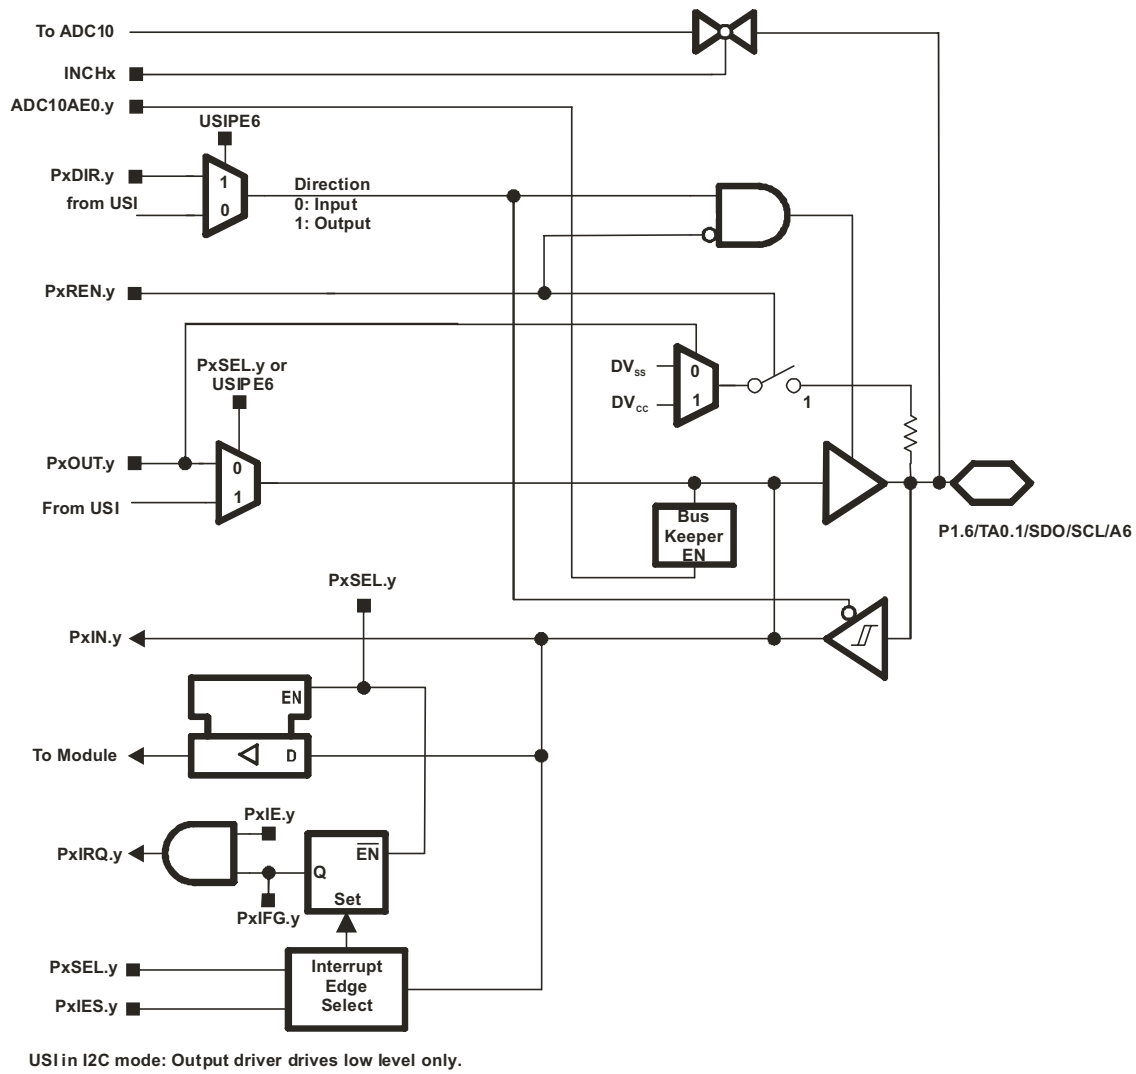 To ADC10
INCHx
ADC10AE0.y
USIPE6
PxDIR.y
from USI
1
0
Direction
0: Input
1: Output
PxREN.y
PxSEL.y or
USIPE6
DVSS
DVCC
0
1
1
PxOUT.y
From USI
0
1
Bus
Keeper
EN
P1.6/TA0.1/SDO/SCL/A6
PxSEL.y
PxIN.y
EN
To Module
D
PxIE.y
PxIRQ.y
EN
Q
Set
PxIFG.y
PxSEL.y
PxIES.y
Interrupt
Edge
Select
USI in I2C mode: Output driver drives low level only.